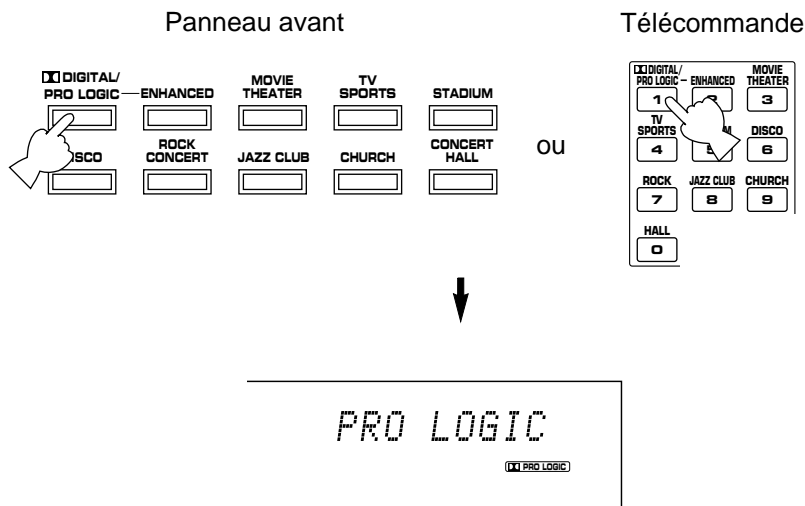 Panneau avant
DIGITAL/
PRO LOGIC
ENHANCED
MOVIE
THEATER
TV
SPORTS
STADIUM
ROCK
CONCERT
JAZZ CLUB
CHURCH
CONCERT
HALL
ou
Télécommande
DIGITAL/
PRO LOGIC
ENHANCED
MOVIE
THEATER
1
3
TV
SPORTS
DISCO
4
6
ROCK
JAZZ CLUB
CHURCH
7
8
9
HALL
0
PRO LOGIC
PRO LOGIC